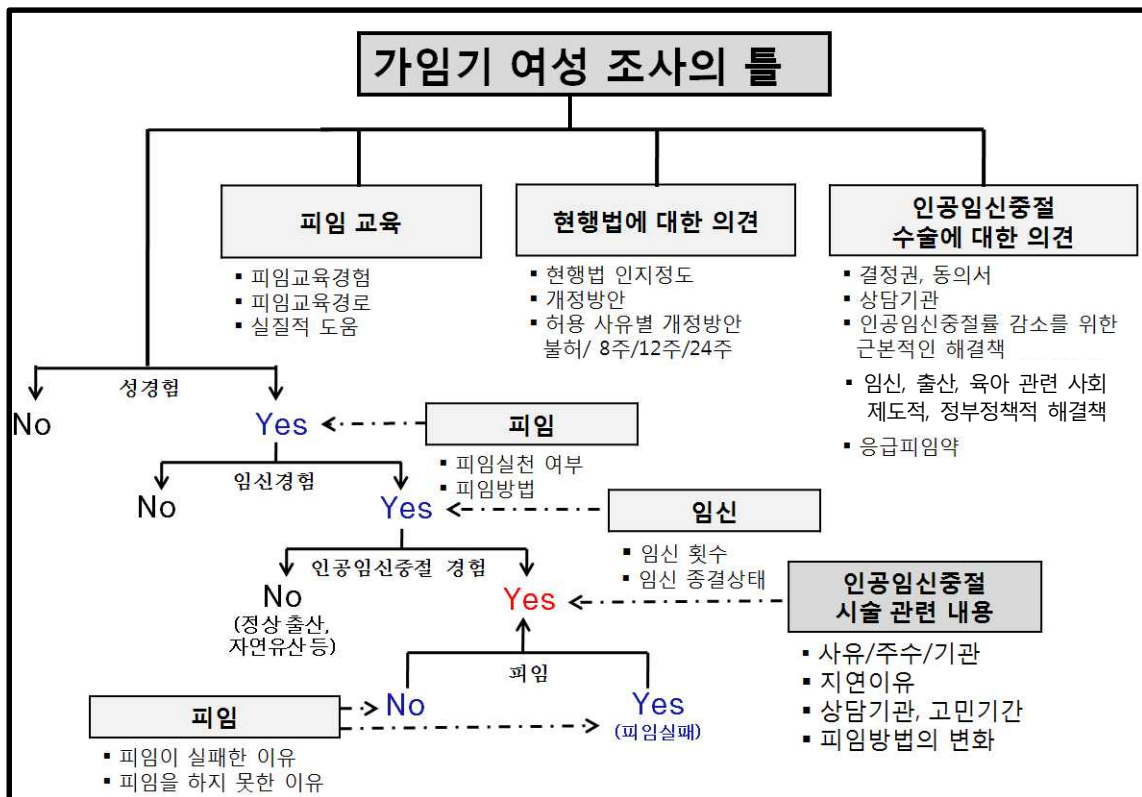 가임기 여성 조사의 틀
피임 교육
▪ 피임교육경험
▪ 피임교육경로
▪ 실질적 도움
현행법에 대한 의견
▪ 현행법 인지정도
▪ 개정방안
▪ 허용 사유별 개정방안
불허/ 8주/12주/24주
인공임신중절
수술에 대한 의견
▪ 결정권, 동의서
▪ 상담기관
▪ 인공임신중절률 감소를 위한
근본적인 해결책
▪ 임신, 출산, 육아 관련 사회
제도적, 정부정책적 해결책
▪ 응급피임약
성경험
No
Yes
피임
▪ 피임실천 여부
▪ 피임방법
임신경험
No
Yes
임신
▪ 임신 횟수
▪ 임신 종결상태
인공임신중절 경험
No
(정상 출산,
자연유산 등)
Yes
인공임신중절
시술 관련 내용
▪ 사유/주수/기관
▪ 지연이유
▪ 상담기관, 고민기간
▪ 피임방법의 변화
피임
No
Yes
(피임실패)
피임
▪ 피임이 실패한 이유
▪ 피임을 하지 못한 이유